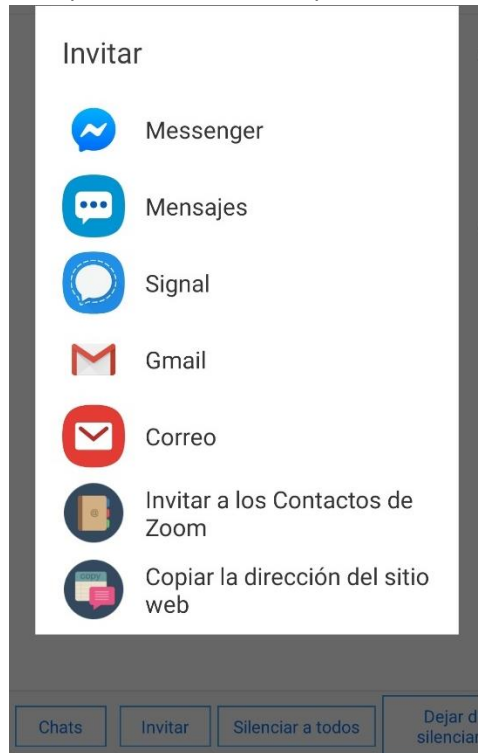 Invitar
Messenger
Mensajes
Signal
Gmail
Correo
Invitar a los Contactos de
Zoom
copy
Copiar la dirección del sitio
web
Chats
Invitar
Silenciar a todos
Dejar d
silenciar